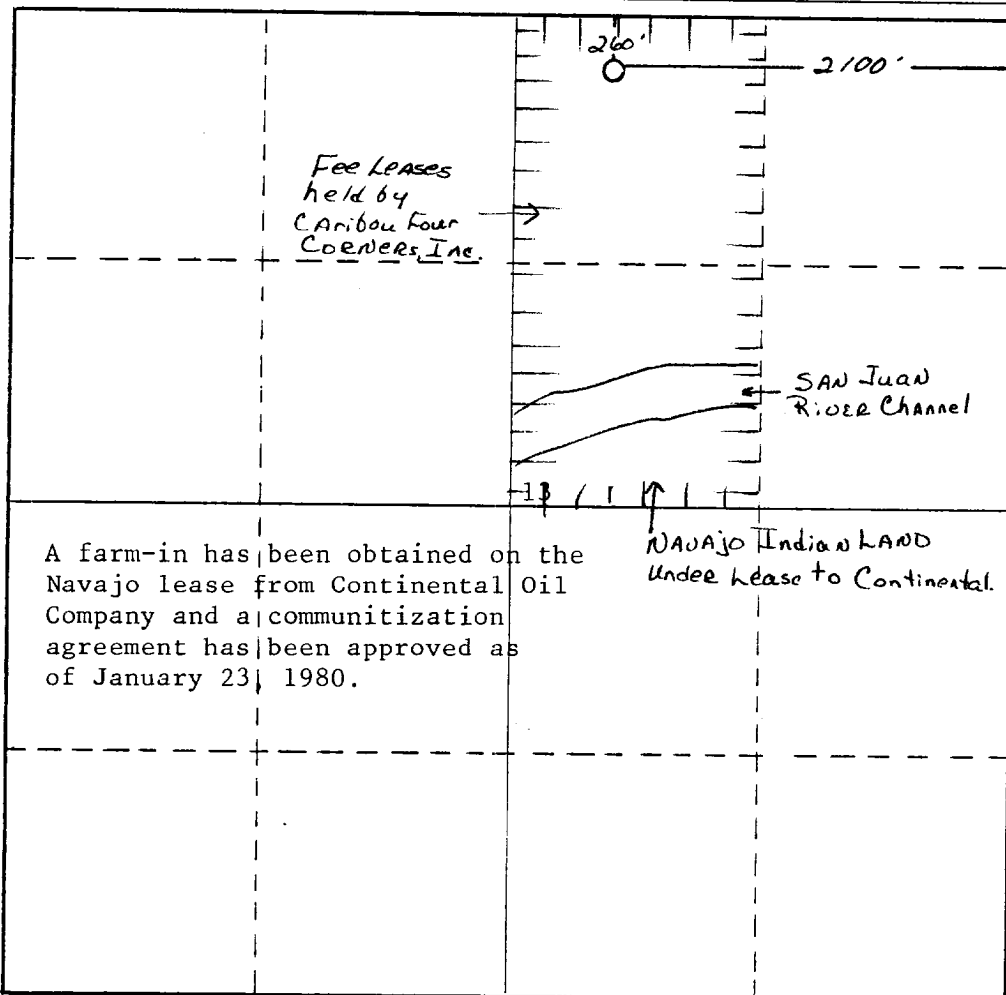 260'
2100'
Fee Leases
held by
Caribou Four
Corners, Inc.
San Juan
River Channel
13
Navajo Indian Land
Under Lease to Continental.
A farm-in has been obtained on the
Navajo lease from Continental Oil
Company and a communitization
agreement has been approved as
of January 23, 1980.